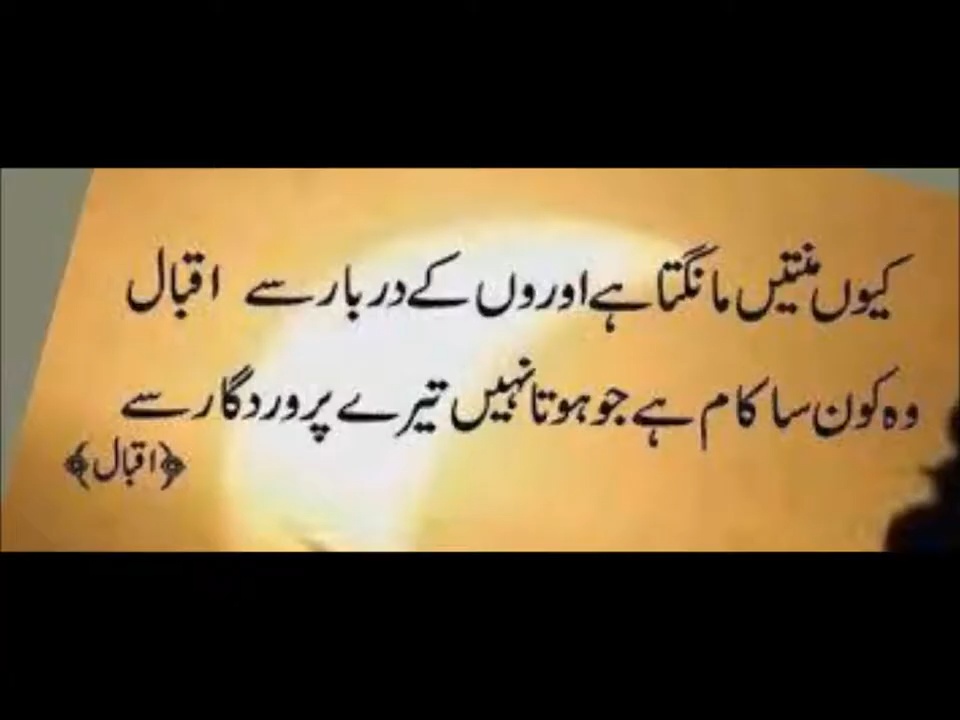 کیوں منتیں مانگتا ہے اوروں کے دربار سے اقبال
وہ کون سا کام ہے جو ہوتا نہیں تیرے پروردگار سے
﴿اقبال﴾